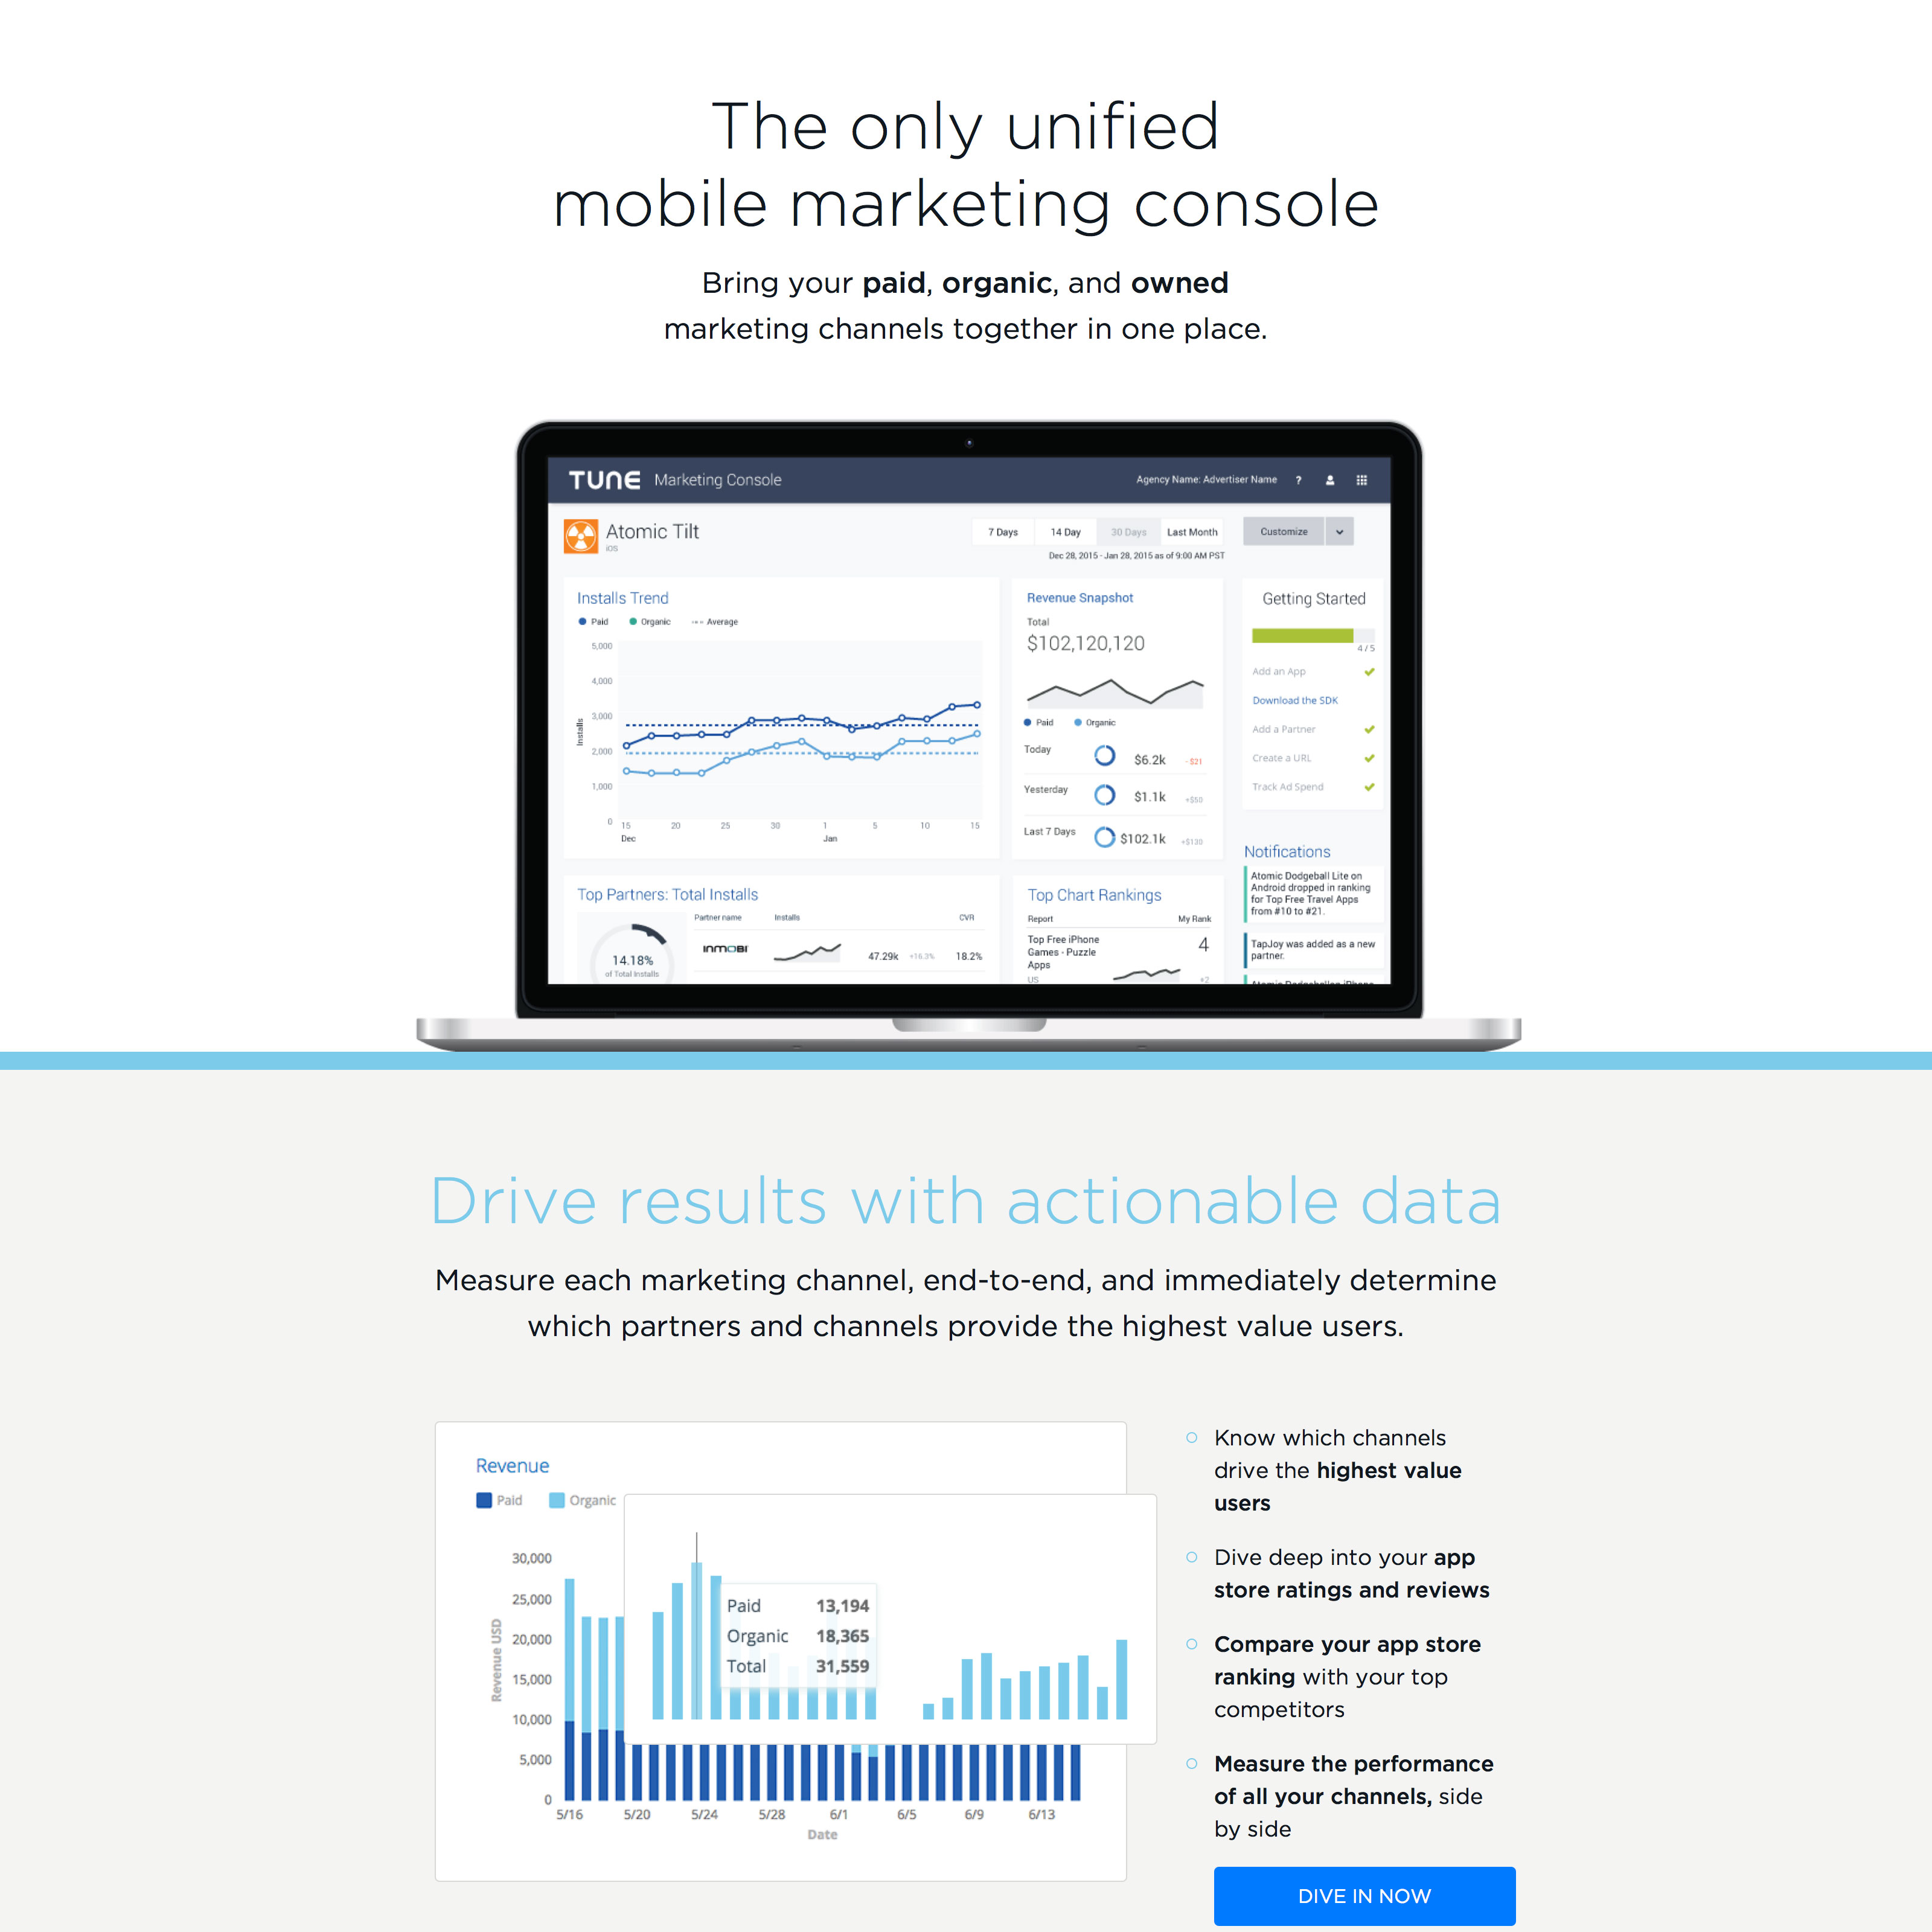 The only unified
mobile marketing console
Bring your paid, organic, and owned
marketing channels together in one place.
TUNE Marketing Console
Agency Name: Advertiser Name ?
Atomic Tilt
iOS
7 Days 14 Day 30 Days Last Month
Customize
Dec 28, 2015 - Jan 28, 2015 as of 9:00 AM PST
Installs Trend
Paid Organic Average
5,000
4,000
3,000
2,000
1,000
0
Installs
15 20 25 30 1 5 10 15
Dec Jan
Revenue Snapshot
Total
$102,120,120
Paid Organic
Today $6.2k -$21
Yesterday $1.1k +$50
Last 7 Days $102.1k +$130
Getting Started
4 / 5
Add an App
Download the SDK
Add a Partner
Create a URL
Track Ad Spend
Notifications
Atomic Dodgeball Lite on
Android dropped in ranking
for Top Free Travel Apps
from #10 to #21.
TapJoy was added as a new
partner.
Top Partners: Total Installs
14.18%
of Total Installs
Partner name Installs CVR
INMOBI 47.29k +16.3% 18.2%
Top Chart Rankings
Report My Rank
Top Free iPhone
Games - Puzzle
Apps
4
US +2
Drive results with actionable data
Measure each marketing channel, end-to-end, and immediately determine
which partners and channels provide the highest value users.
Revenue
Paid Organic
30,000
25,000
20,000
15,000
10,000
5,000
0
Revenue USD
5/16 5/20 5/24 5/28 6/1 6/5 6/9 6/13
Date
Paid 13,194
Organic 18,365
Total 31,559
Know which channels
drive the highest value
users
Dive deep into your app
store ratings and reviews
Compare your app store
ranking with your top
competitors
Measure the performance
of all your channels, side
by side
DIVE IN NOW